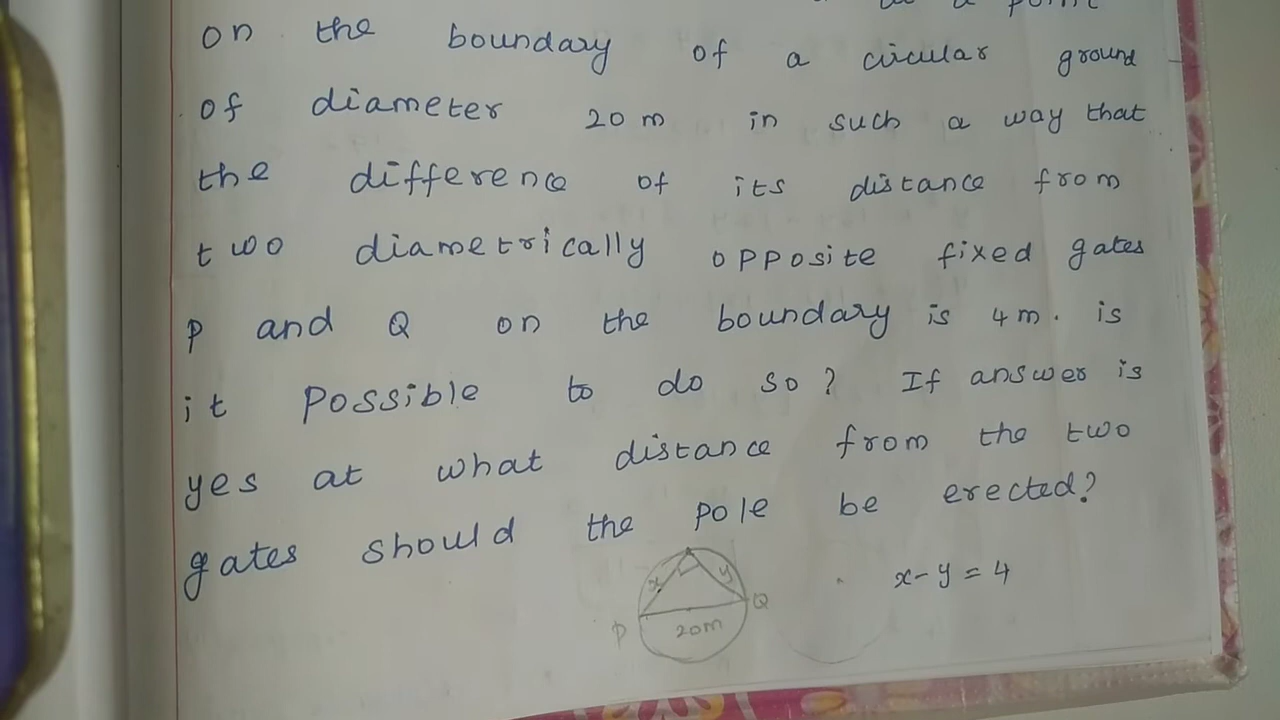 a point
on the boundary of a circular ground
of diameter 20 m in such a way that
the difference of its distance from
two diametrically opposite fixed gates
P and Q on the boundary is 4 m. is
it possible to do so? If answer is
yes at what distance from the two
gates should the pole be erected?
x y
P Q
20m
x - y = 4